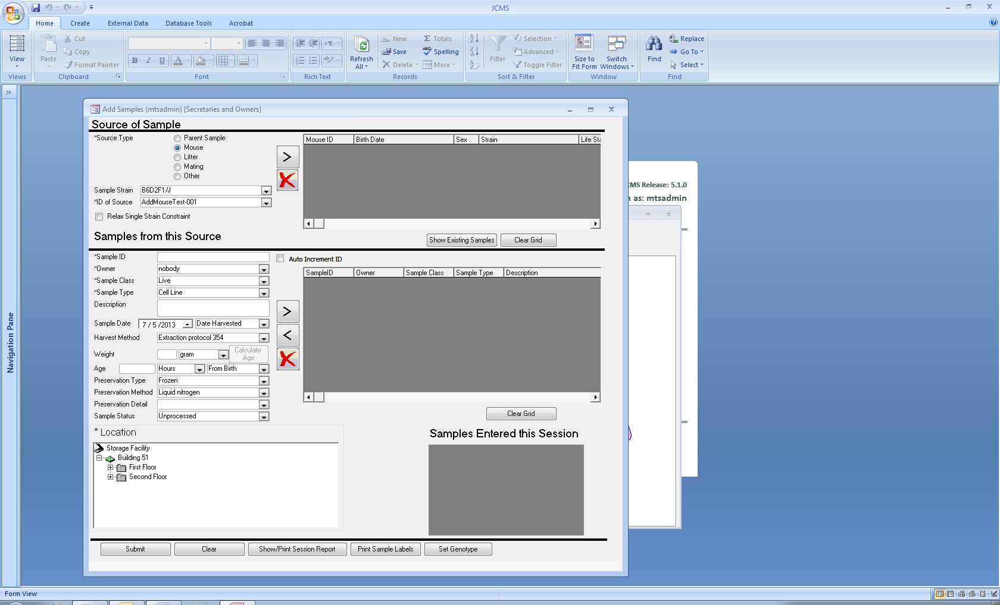 JCMS
Home Create External Data Database Tools Acrobat
View
Views
Paste
Cut
Copy
Format Painter
Clipboard
B I U A
Font
Rich Text
Refresh
All
New
Save
Delete
Σ Totals
Spelling
More
Records
Filter
Selection
Advanced
Toggle Filter
Sort & Filter
Size to
Fit Form
Switch
Windows
Window
Find
Replace
Go To
Select
Find
»
Navigation Pane
Add Samples (mtsadmin) {Secretaries and Owners}
Source of Sample
*Source Type
Parent Sample
Mouse
Litter
Mating
Other
Sample Strain B6D2F1/J
*ID of Source AddMouseTest-001
Relax Single Strain Constraint
>
Mouse ID Birth Date Sex Strain Life Sta
Show Existing Samples Clear Grid
Samples from this Source
*Sample ID
*Owner nobody
*Sample Class Live
*Sample Type Cell Line
Description
Sample Date 7 / 5 /2013 Date Harvested
Harvest Method Extraction protocol 354
Weight gram Calculate
Age
Age Hours From Birth
Preservation Type Frozen
Preservation Method Liquid nitrogen
Preservation Detail
Sample Status Unprocessed
Auto Increment ID
SampleID Owner Sample Class Sample Type Description
>
<
Clear Grid
* Location
Storage Facility
Building 51
First Floor
Second Floor
Samples Entered this Session
Submit Clear Show/Print Session Report Print Sample Labels Set Genotype
CMS Release: 5.1.0
as: mtsadmin
Form View